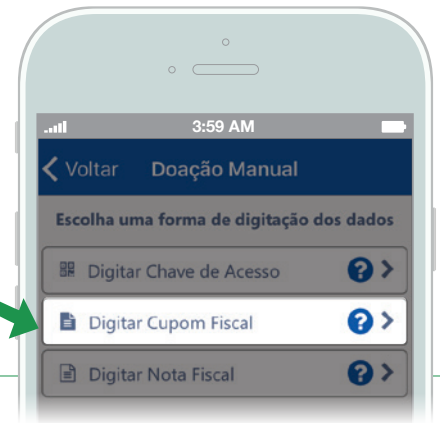 3:59 AM
Voltar Doação Manual
Escolha uma forma de digitação dos dados
Digitar Chave de Acesso ?
Digitar Cupom Fiscal ?
Digitar Nota Fiscal ?